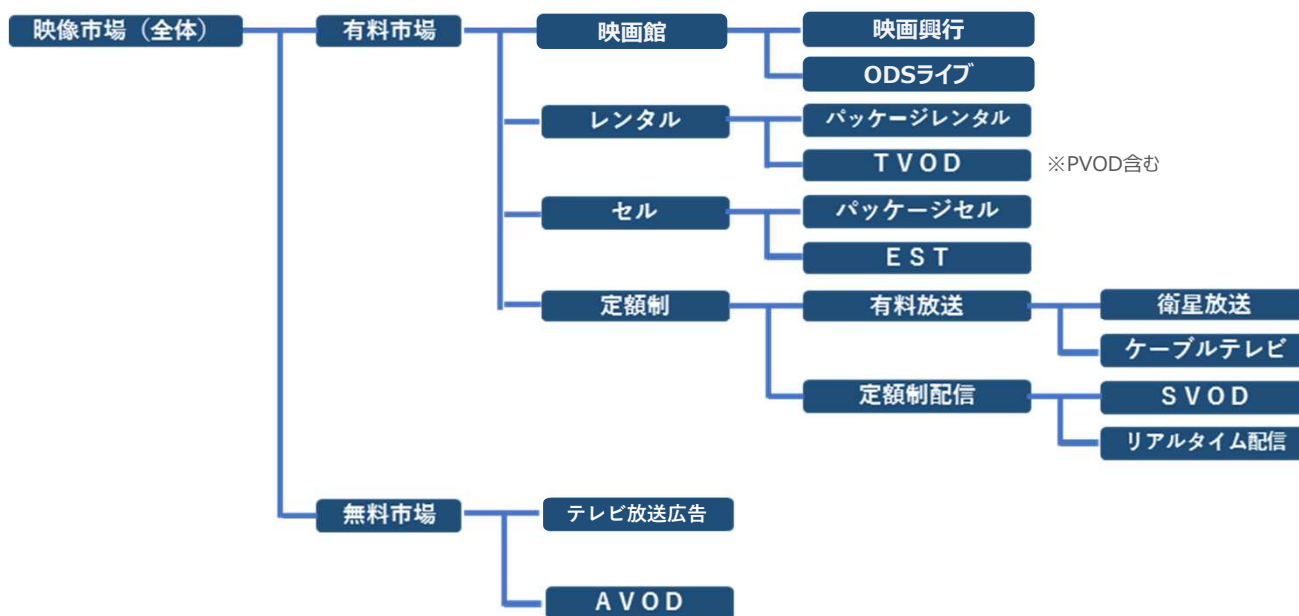 映像市場（全体）
有料市場
映画館
映画興行
ODSライブ
レンタル
パッケージレンタル
ＴＶＯＤ
※PVOD含む
セル
パッケージセル
ＥＳＴ
定額制
有料放送
衛星放送
ケーブルテレビ
定額制配信
ＳＶＯＤ
リアルタイム配信
無料市場
テレビ放送広告
ＡＶＯＤ